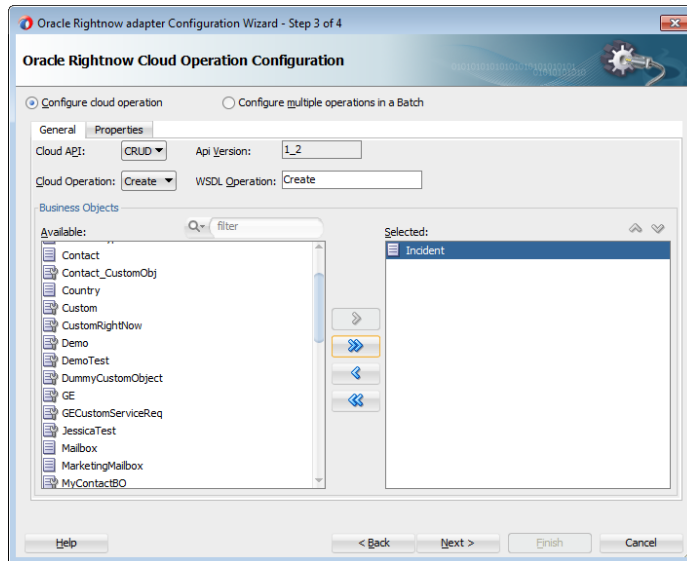 Oracle Rightnow adapter Configuration Wizard - Step 3 of 4
Oracle Rightnow Cloud Operation Configuration
Configure cloud operation
Configure multiple operations in a Batch
General
Properties
Cloud API:
CRUD
Api Version:
1_2
Cloud Operation:
Create
WSDL Operation:
Create
Business Objects
Available:
filter
Contact
Contact_CustomObj
Country
Custom
CustomRightNow
Demo
DemoTest
DummyCustomObject
GE
GECustomServiceReq
JessicaTest
Mailbox
MarketingMailbox
MyContactBO
Selected:
Incident
Help
< Back
Next >
Finish
Cancel